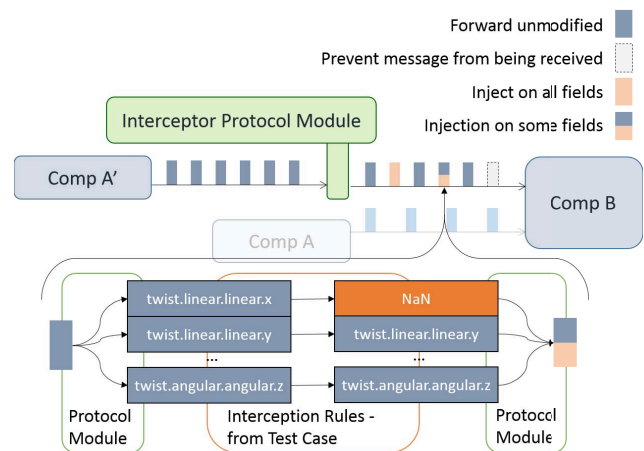 Forward unmodified
Prevent message from being received
Inject on all fields
Injection on some fields
Interceptor Protocol Module
Comp A'
Comp B
Comp A
twist.linear.linear.x
NaN
twist.linear.linear.y
twist.linear.linear.y
...
...
twist.angular.angular.z
twist.angular.angular.z
Protocol
Module
Interception Rules -
from Test Case
Protocol
Module